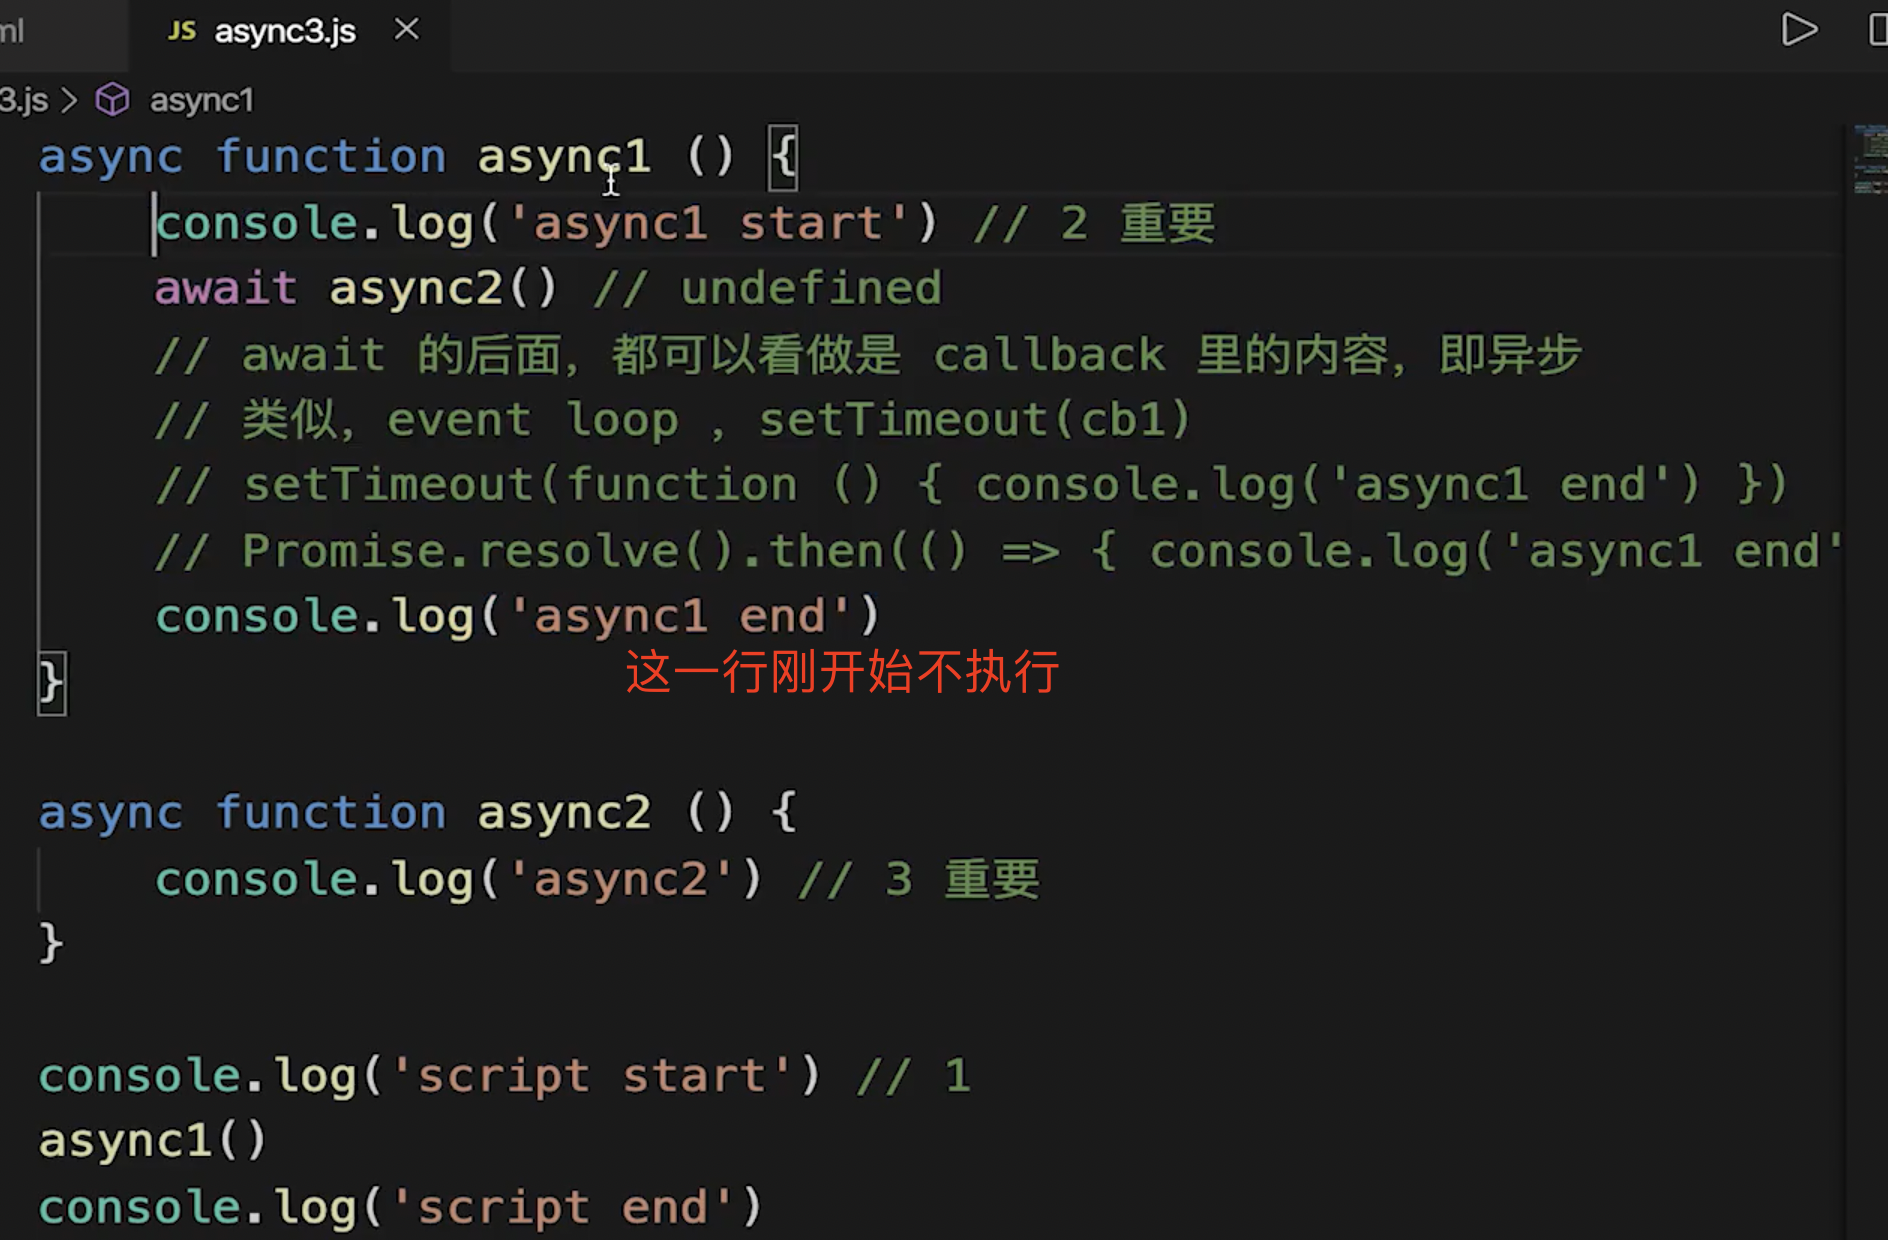 ml JS async3.js
3.js > async1
async function async1 () {
console.log('async1 start') // 2 重要
await async2() // undefined
// await 的后面，都可以看做是 callback 里的内容，即异步
// 类似，event loop ，setTimeout(cb1)
// setTimeout(function () { console.log('async1 end') })
// Promise.resolve().then(() => { console.log('async1 end'
console.log('async1 end')
这一行刚开始不执行
}
async function async2 () {
console.log('async2') // 3 重要
}
console.log('script start') // 1
async1()
console.log('script end')